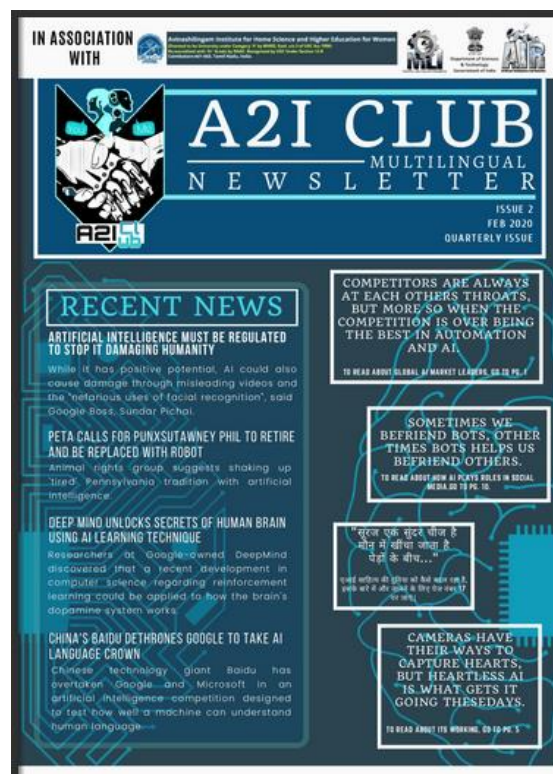 IN ASSOCIATION
WITH
Avinashilingam Institute for Home Science and Higher Education for Women
Department of Science
& Technology
Government of India
A2I CLUB
MULTILINGUAL
NEWSLETTER
ISSUE 2
FEB 2020
QUARTERLY ISSUE
A2I Club
RECENT NEWS
ARTIFICIAL INTELLIGENCE MUST BE REGULATED
TO STOP IT DAMAGING HUMANITY
While it has positive potential, AI could also
cause damage through misleading videos and
the "nefarious uses of facial recognition", said
Google Boss, Sundar Pichai.
PETA CALLS FOR PUNXSUTAWNEY PHIL TO RETIRE
AND BE REPLACED WITH ROBOT
Animal rights group suggests shaking up
'tired' Pennsylvania tradition with artificial
intelligence.
DEEP MIND UNLOCKS SECRETS OF HUMAN BRAIN
USING AI LEARNING TECHNIQUE
Researchers at Google-owned DeepMind
discovered that a recent development in
computer science regarding reinforcement
learning could be applied to how the brain's
dopamine system works.
CHINA'S BAIDU DETHRONES GOOGLE TO TAKE AI
LANGUAGE CROWN
Chinese technology giant Baidu has
overtaken Google and Microsoft in an
artificial intelligence competition designed
to test how well a machine can understand
human language.
COMPETITORS ARE ALWAYS
AT EACH OTHERS THROATS,
BUT MORE SO WHEN THE
COMPETITION IS OVER BEING
THE BEST IN AUTOMATION
AND AI.
TO READ ABOUT GLOBAL AI MARKET LEADERS, GO TO PG. 1
SOMETIMES WE
BEFRIEND BOTS, OTHER
TIMES BOTS HELPS US
BEFRIEND OTHERS.
TO READ ABOUT HOW AI PLAYS ROLES IN SOCIAL
MEDIA,GO TO PG. 10.
"सूरज एक सुंदर चीज है
मौन में खींचा जाता है
पेड़ों के बीच..."
CAMERAS HAVE
THEIR WAYS TO
CAPTURE HEARTS,
BUT HEARTLESS AI
IS WHAT GETS IT
GOING THESEDAYS.
TO READ ABOUT ITS WORKING, GO TO PG. 5